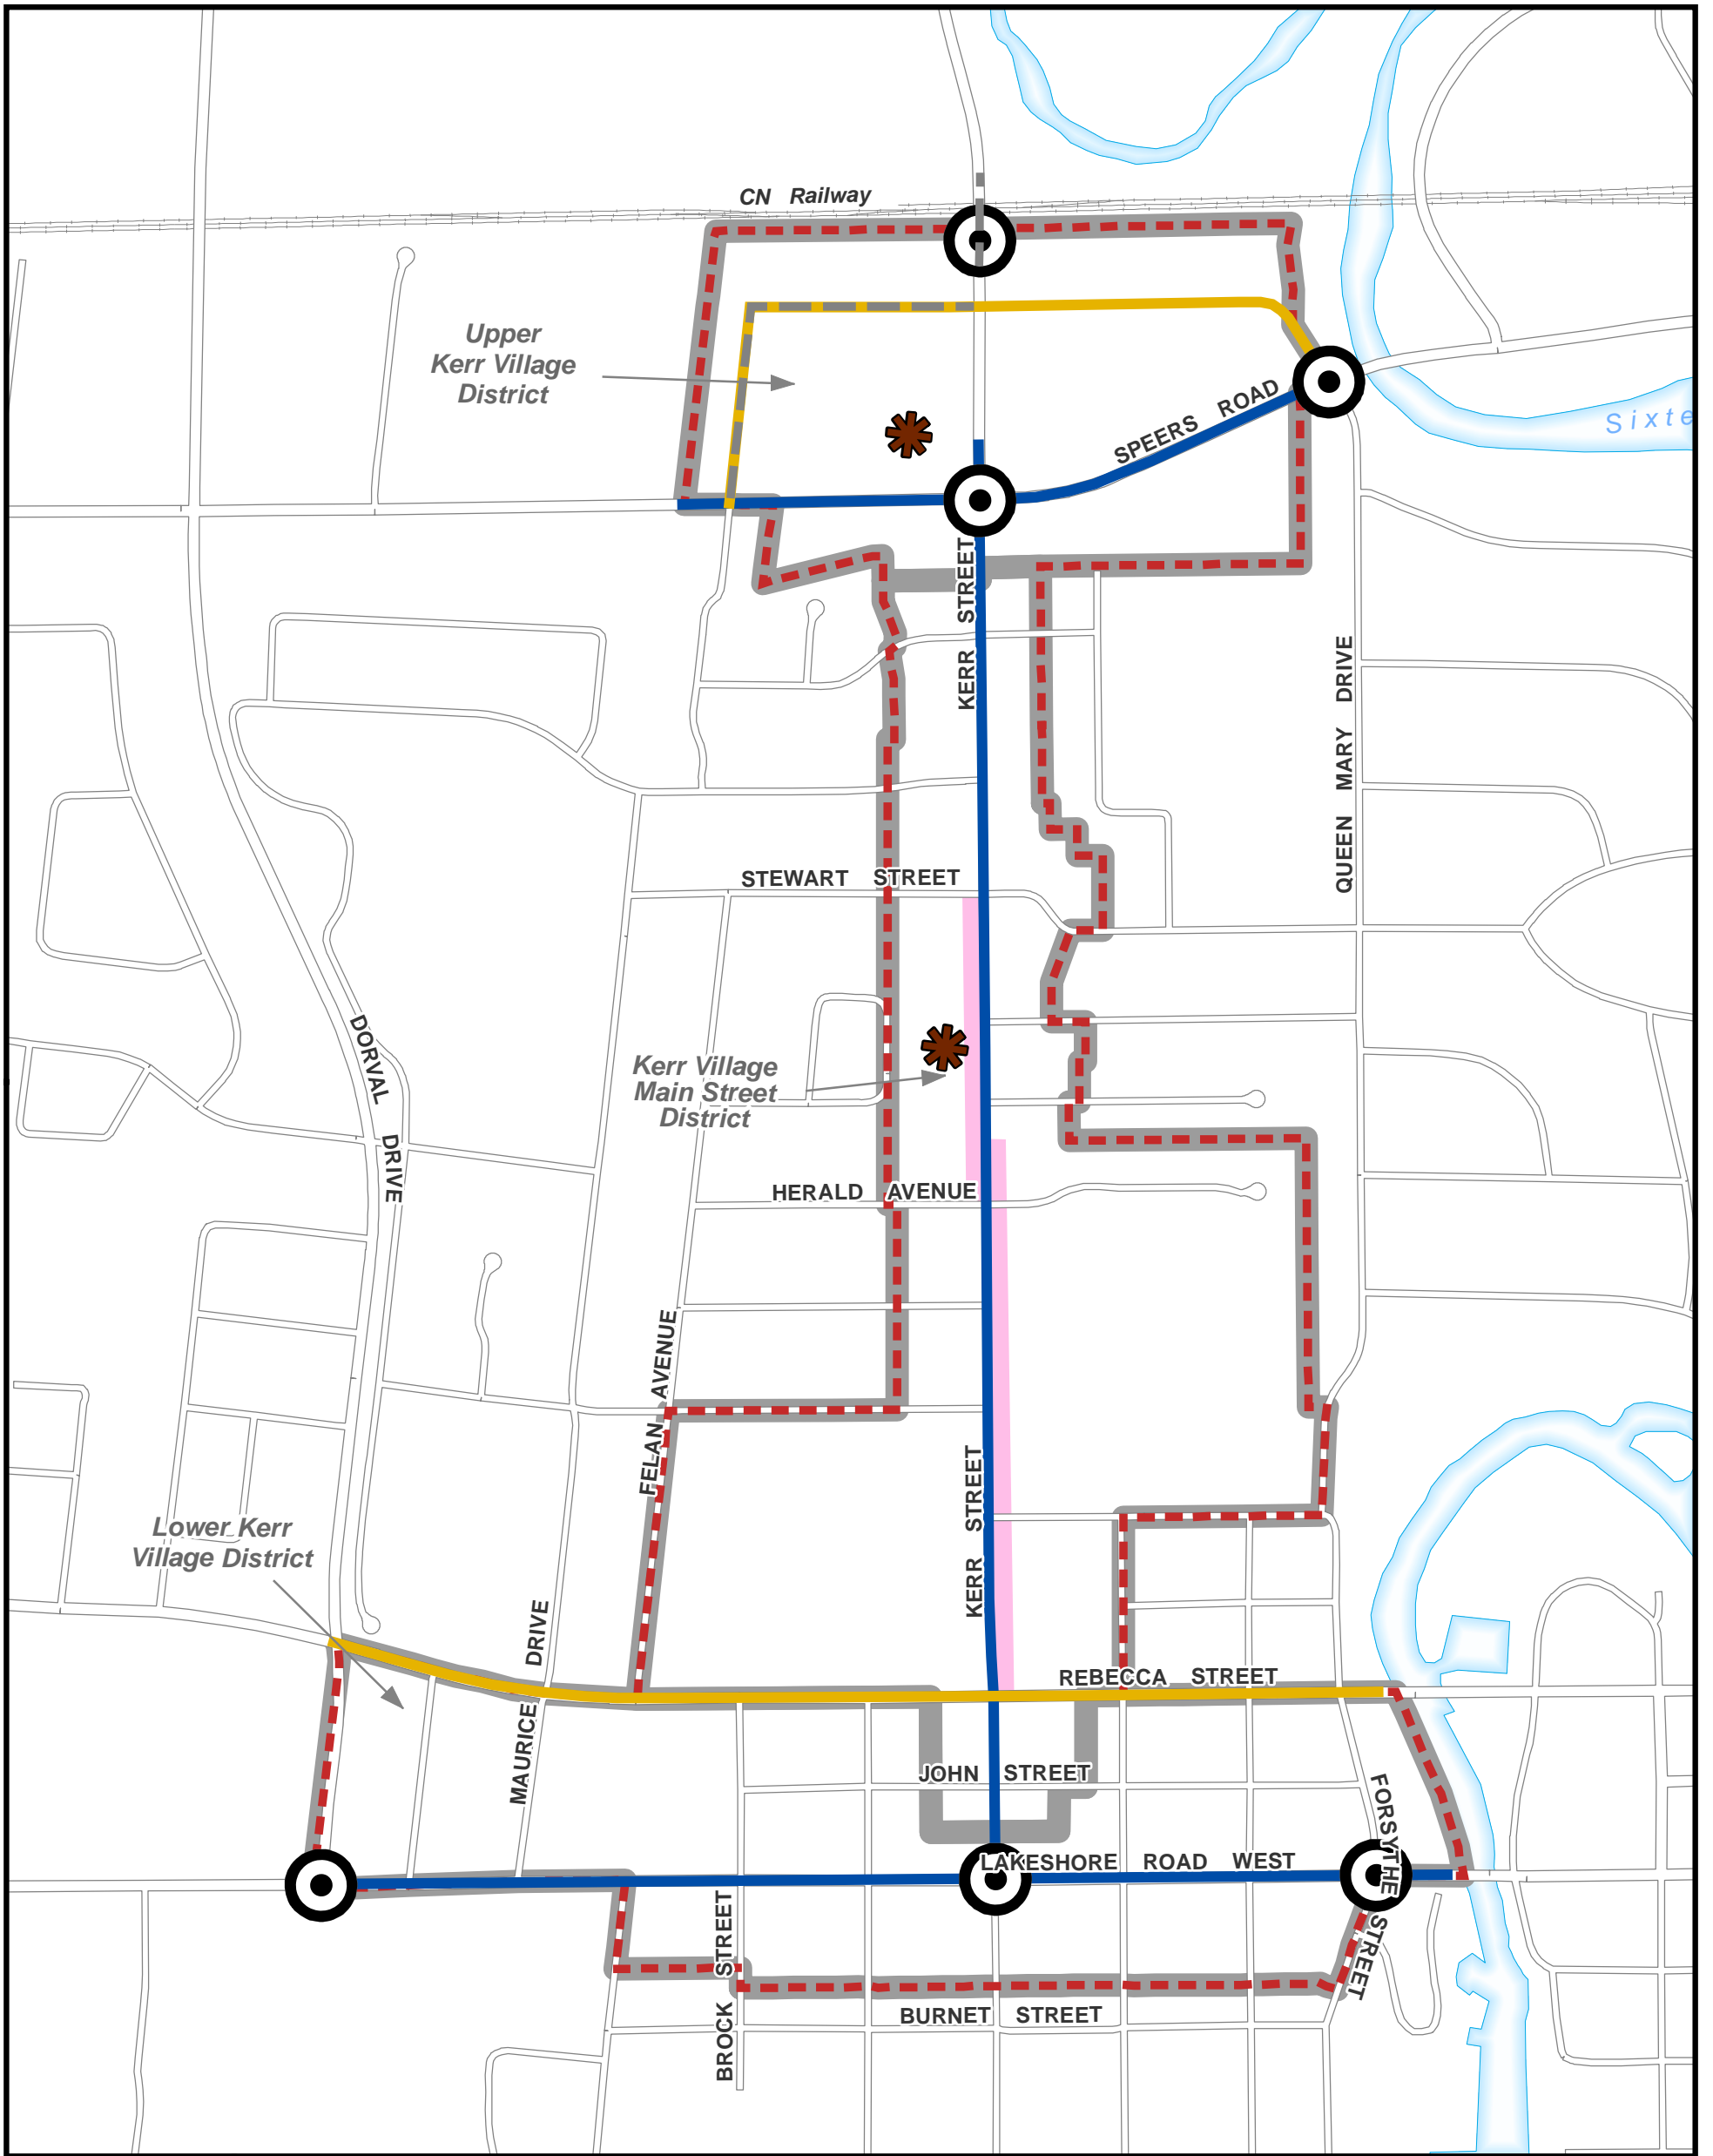 CN Railway
Upper
Kerr Village
District
SPEERS ROAD
Sixte
KERR STREET
QUEEN MARY DRIVE
STEWART STREET
DORVAL DRIVE
Kerr Village
Main Street
District
HERALD AVENUE
FELAN AVENUE
KERR STREET
Lower Kerr
Village District
MAURICE DRIVE
REBECCA STREET
JOHN STREET
FORSYTHE STREET
LAKESHORE ROAD WEST
BROCK STREET
BURNET STREET